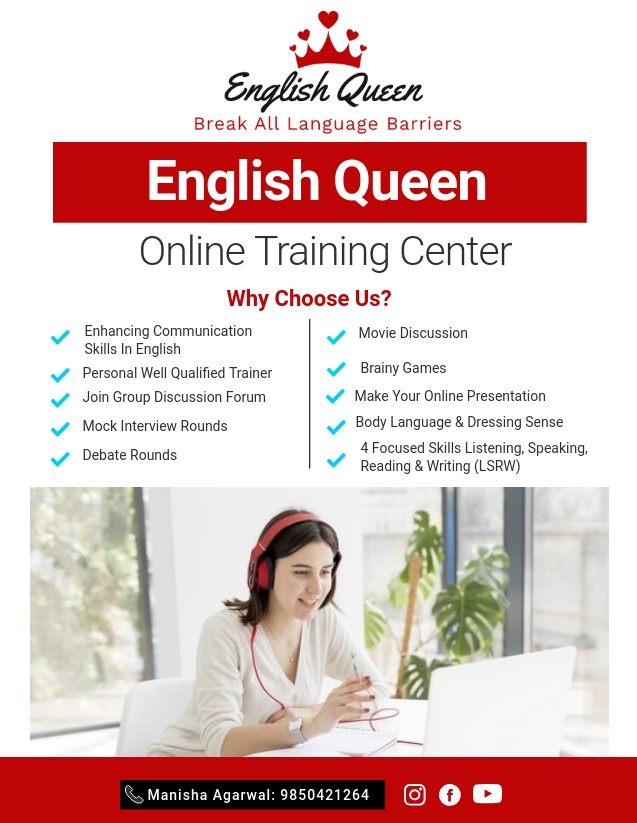 English Queen
Break All Language Barriers
English Queen
Online Training Center
Why Choose Us?
Enhancing Communication
Skills In English
Personal Well Qualified Trainer
Join Group Discussion Forum
Mock Interview Rounds
Debate Rounds
Movie Discussion
Brainy Games
Make Your Online Presentation
Body Language & Dressing Sense
4 Focused Skills Listening, Speaking,
Reading & Writing (LSRW)
Manisha Agarwal: 9850421264